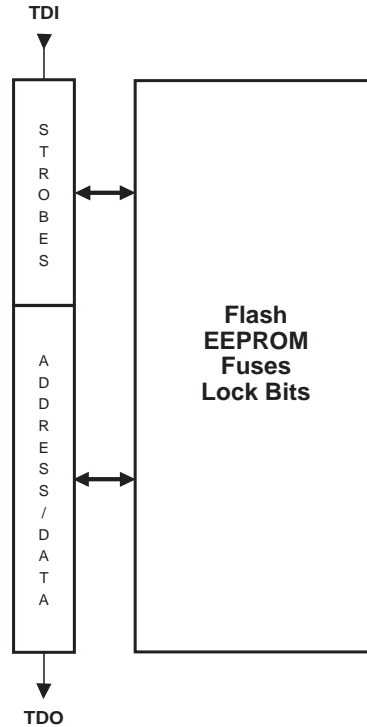 TDI
STROBES
ADDRESS/DATA
Flash
EEPROM
Fuses
Lock Bits
TDO